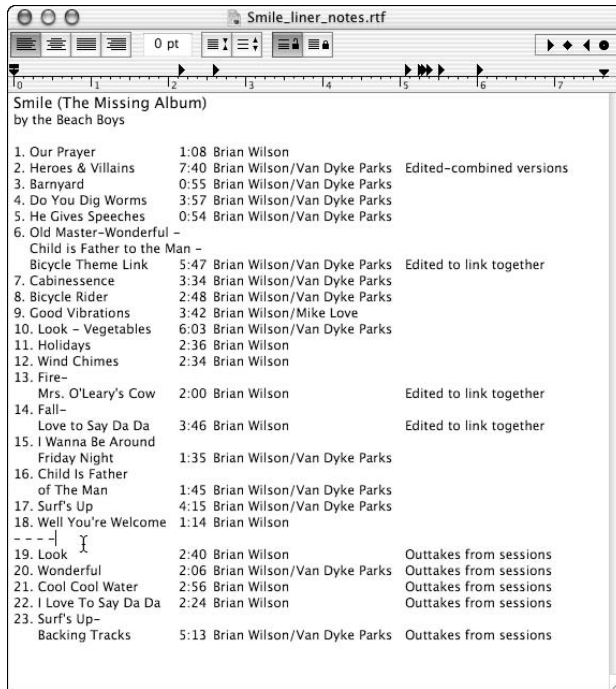 Smile_liner_notes.rtf
0 pt
0 1 2 3 4 5 6 7
Smile (The Missing Album)
by the Beach Boys
1. Our Prayer 1:08 Brian Wilson
2. Heroes & Villains 7:40 Brian Wilson/Van Dyke Parks Edited-combined versions
3. Barnyard 0:55 Brian Wilson/Van Dyke Parks
4. Do You Dig Worms 3:57 Brian Wilson/Van Dyke Parks
5. He Gives Speeches 0:54 Brian Wilson/Van Dyke Parks
6. Old Master-Wonderful –
Child is Father to the Man –
Bicycle Theme Link 5:47 Brian Wilson/Van Dyke Parks Edited to link together
7. Cabinessence 3:34 Brian Wilson/Van Dyke Parks
8. Bicycle Rider 2:48 Brian Wilson/Van Dyke Parks
9. Good Vibrations 3:42 Brian Wilson/Mike Love
10. Look – Vegetables 6:03 Brian Wilson/Van Dyke Parks
11. Holidays 2:36 Brian Wilson
12. Wind Chimes 2:34 Brian Wilson
13. Fire–
Mrs. O'Leary's Cow 2:00 Brian Wilson Edited to link together
14. Fall–
Love to Say Da Da 3:46 Brian Wilson Edited to link together
15. I Wanna Be Around
Friday Night 1:35 Brian Wilson/Van Dyke Parks
16. Child Is Father
of The Man 1:45 Brian Wilson/Van Dyke Parks
17. Surf's Up 4:15 Brian Wilson/Van Dyke Parks
18. Well You're Welcome 1:14 Brian Wilson
– – – –
19. Look 2:40 Brian Wilson Outtakes from sessions
20. Wonderful 2:06 Brian Wilson/Van Dyke Parks Outtakes from sessions
21. Cool Cool Water 2:56 Brian Wilson Outtakes from sessions
22. I Love To Say Da Da 2:24 Brian Wilson Outtakes from sessions
23. Surf's Up–
Backing Tracks 5:13 Brian Wilson/Van Dyke Parks Outtakes from sessions